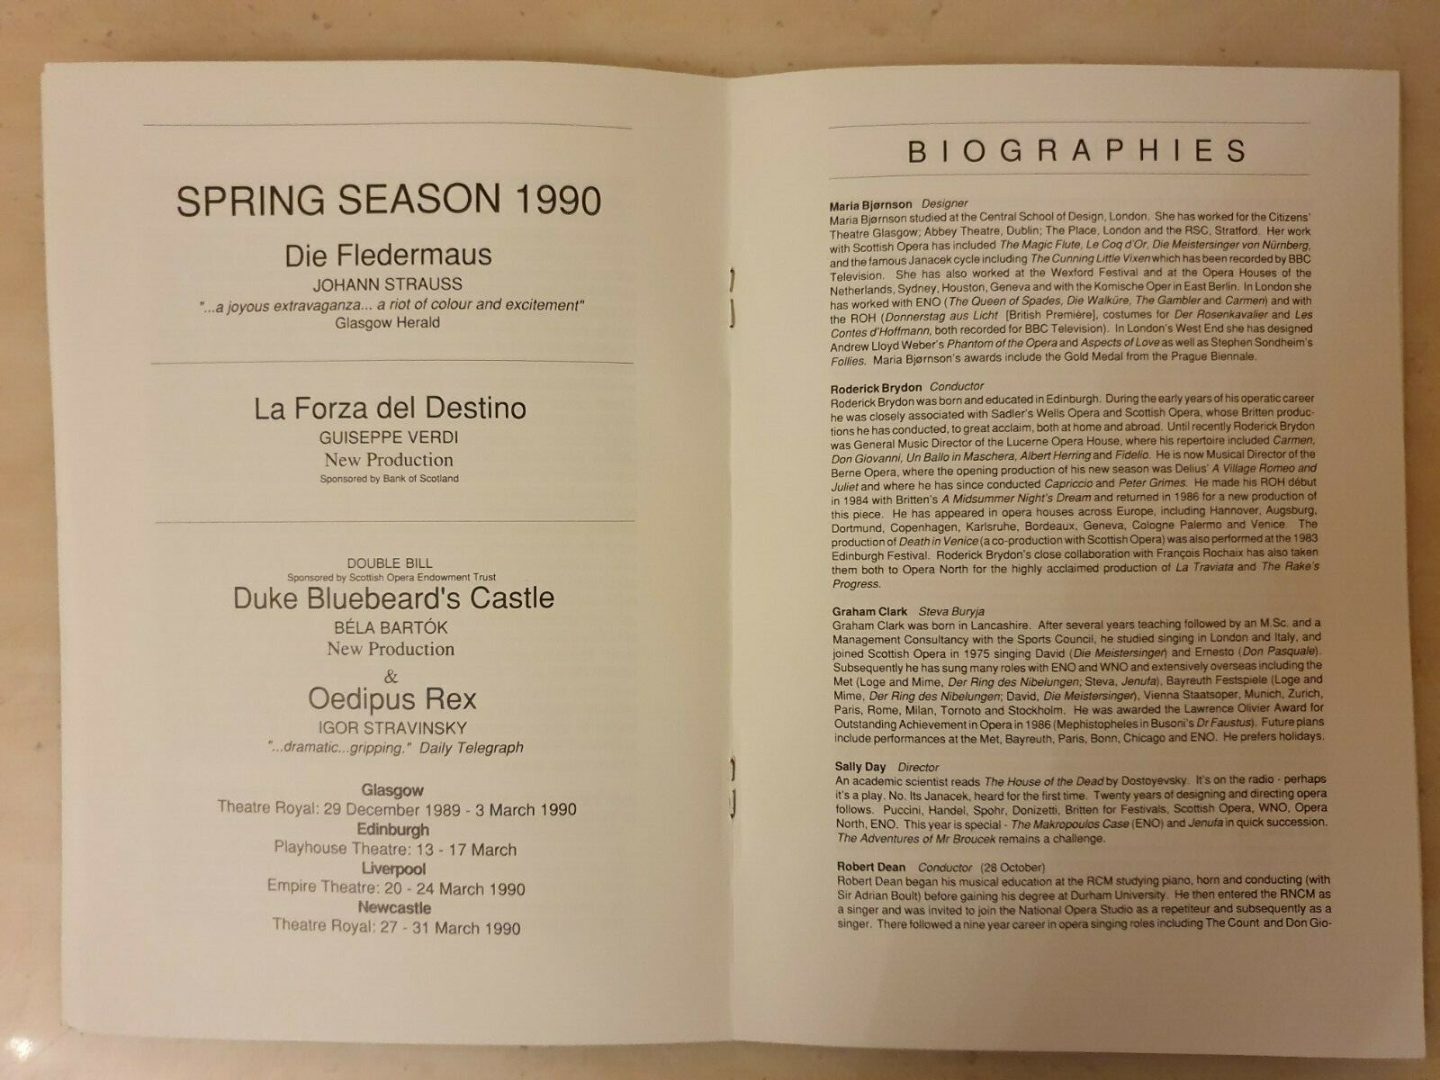 SPRING SEASON 1990
Die Fledermaus
JOHANN STRAUSS
"...a joyous extravaganza... a riot of colour and excitement"
Glasgow Herald
La Forza del Destino
GUISEPPE VERDI
New Production
Sponsored by Bank of Scotland
DOUBLE BILL
Sponsored by Scottish Opera Endowment Trust
Duke Bluebeard's Castle
BÉLA BARTÓK
New Production
&
Oedipus Rex
IGOR STRAVINSKY
"...dramatic...gripping." Daily Telegraph
Glasgow
Theatre Royal: 29 December 1989 - 3 March 1990
Edinburgh
Playhouse Theatre: 13 - 17 March
Liverpool
Empire Theatre: 20 - 24 March 1990
Newcastle
Theatre Royal: 27 - 31 March 1990
BIOGRAPHIES
Maria Bjørnson Designer
Maria Bjørnson studied at the Central School of Design, London. She has worked for the Citizens'
Theatre Glasgow; Abbey Theatre, Dublin; The Place, London and the RSC, Stratford. Her work
with Scottish Opera has included The Magic Flute, Le Coq d'Or, Die Meistersinger von Nürnberg,
and the famous Janacek cycle including The Cunning Little Vixen which has been recorded by BBC
Television. She has also worked at the Wexford Festival and at the Opera Houses of the
Netherlands, Sydney, Houston, Geneva and with the Komische Oper in East Berlin. In London she
has worked with ENO (The Queen of Spades, Die Walküre, The Gambler and Carmen) and with
the ROH (Donnerstag aus Licht [British Première], costumes for Der Rosenkavalier and Les
Contes d'Hoffmann, both recorded for BBC Television). In London's West End she has designed
Andrew Lloyd Weber's Phantom of the Opera and Aspects of Love as well as Stephen Sondheim's
Follies. Maria Bjørnson's awards include the Gold Medal from the Prague Biennale.
Roderick Brydon Conductor
Roderick Brydon was born and educated in Edinburgh. During the early years of his operatic career
he was closely associated with Sadler's Wells Opera and Scottish Opera, whose Britten produc-
tions he has conducted, to great acclaim, both at home and abroad. Until recently Roderick Brydon
was General Music Director of the Lucerne Opera House, where his repertoire included Carmen,
Don Giovanni, Un Ballo in Maschera, Albert Herring and Fidelio. He is now Musical Director of the
Berne Opera, where the opening production of his new season was Delius' A Village Romeo and
Juliet and where he has since conducted Capriccio and Peter Grimes. He made his ROH début
in 1984 with Britten's A Midsummer Night's Dream and returned in 1986 for a new production of
this piece. He has appeared in opera houses across Europe, including Hannover, Augsburg,
Dortmund, Copenhagen, Karlsruhe, Bordeaux, Geneva, Cologne Palermo and Venice. The
production of Death in Venice (a co-production with Scottish Opera) was also performed at the 1983
Edinburgh Festival. Roderick Brydon's close collaboration with François Rochaix has also taken
them both to Opera North for the highly acclaimed production of La Traviata and The Rake's
Progress.
Graham Clark Steva Buryja
Graham Clark was born in Lancashire. After several years teaching followed by an M.Sc. and a
Management Consultancy with the Sports Council, he studied singing in London and Italy, and
joined Scottish Opera in 1975 singing David (Die Meistersinger) and Ernesto (Don Pasquale).
Subsequently he has sung many roles with ENO and WNO and extensively overseas including the
Met (Loge and Mime, Der Ring des Nibelungen; Steva, Jenufa), Bayreuth Festspiele (Loge and
Mime, Der Ring des Nibelungen; David, Die Meistersinger), Vienna Staatsoper, Munich, Zurich,
Paris, Rome, Milan, Tornoto and Stockholm. He was awarded the Lawrence Olivier Award for
Outstanding Achievement in Opera in 1986 (Mephistopheles in Busoni's Dr Faustus). Future plans
include performances at the Met, Bayreuth, Paris, Bonn, Chicago and ENO. He prefers holidays.
Sally Day Director
An academic scientist reads The House of the Dead by Dostoyevsky. It's on the radio - perhaps
it's a play. No. Its Janacek, heard for the first time. Twenty years of designing and directing opera
follows. Puccini, Handel, Spohr, Donizetti, Britten for Festivals, Scottish Opera, WNO, Opera
North, ENO. This year is special - The Makropoulos Case (ENO) and Jenufa in quick succession.
The Adventures of Mr Broucek remains a challenge.
Robert Dean Conductor (28 October)
Robert Dean began his musical education at the RCM studying piano, horn and conducting (with
Sir Adrian Boult) before gaining his degree at Durham University. He then entered the RNCM as
a singer and was invited to join the National Opera Studio as a repetiteur and subsequently as a
singer. There followed a nine year career in opera singing roles including The Count and Don Gio-